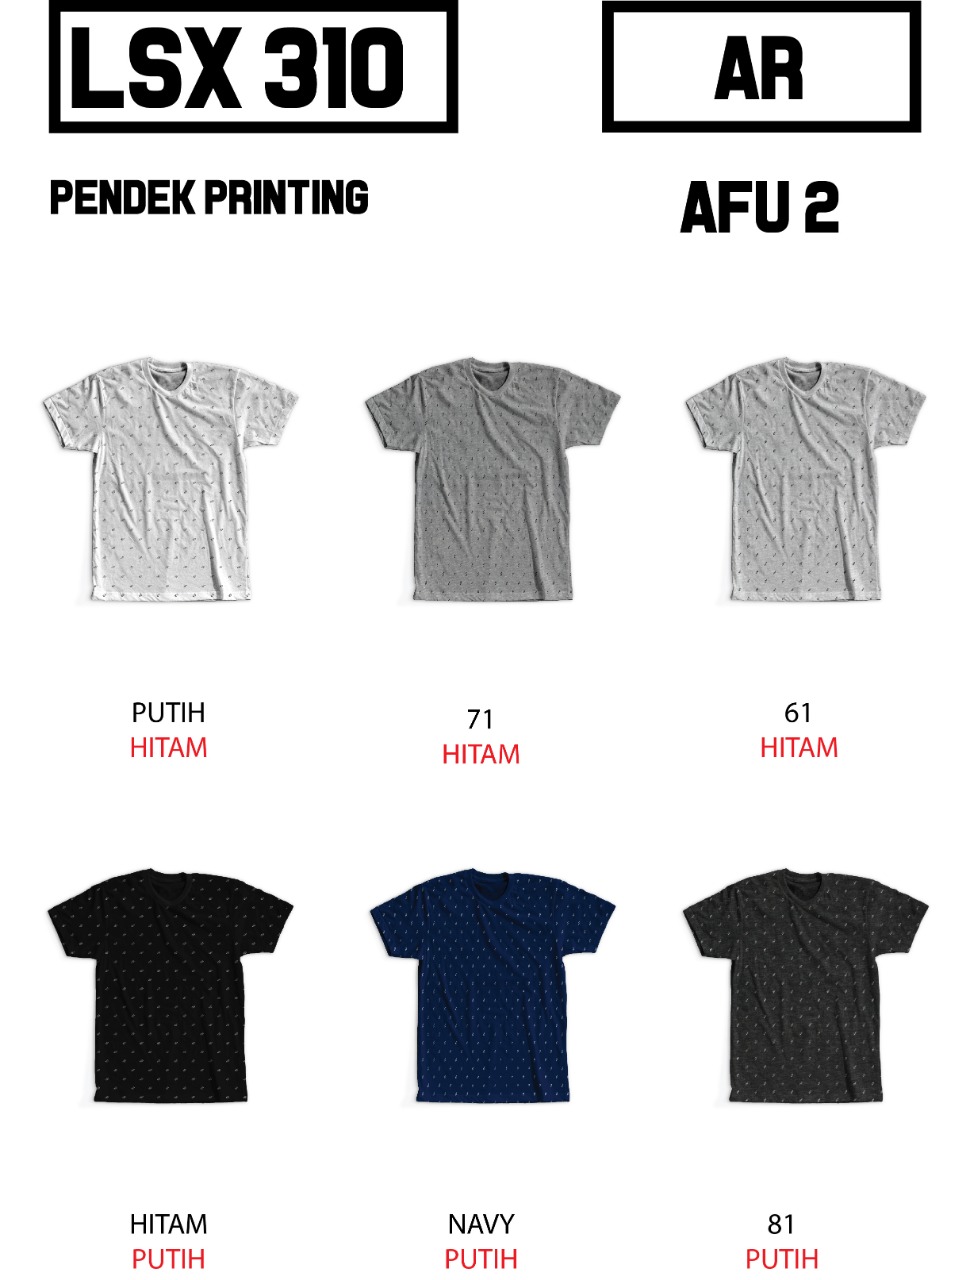 LSX 310
AR
PENDEK PRINTING
AFU 2
PUTIH
HITAM
71
HITAM
61
HITAM
HITAM
PUTIH
NAVY
PUTIH
81
PUTIH